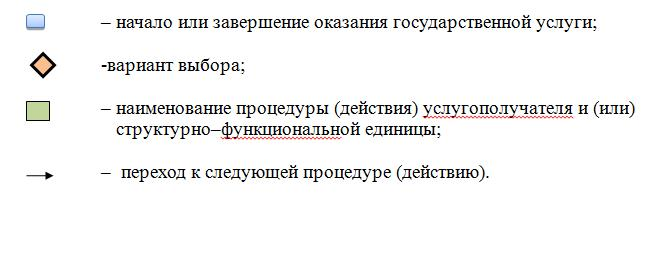 – начало или завершение оказания государственной услуги;
-вариант выбора;
– наименование процедуры (действия) услугополучателя и (или)
структурно–функциональной единицы;
– переход к следующей процедуре (действию).